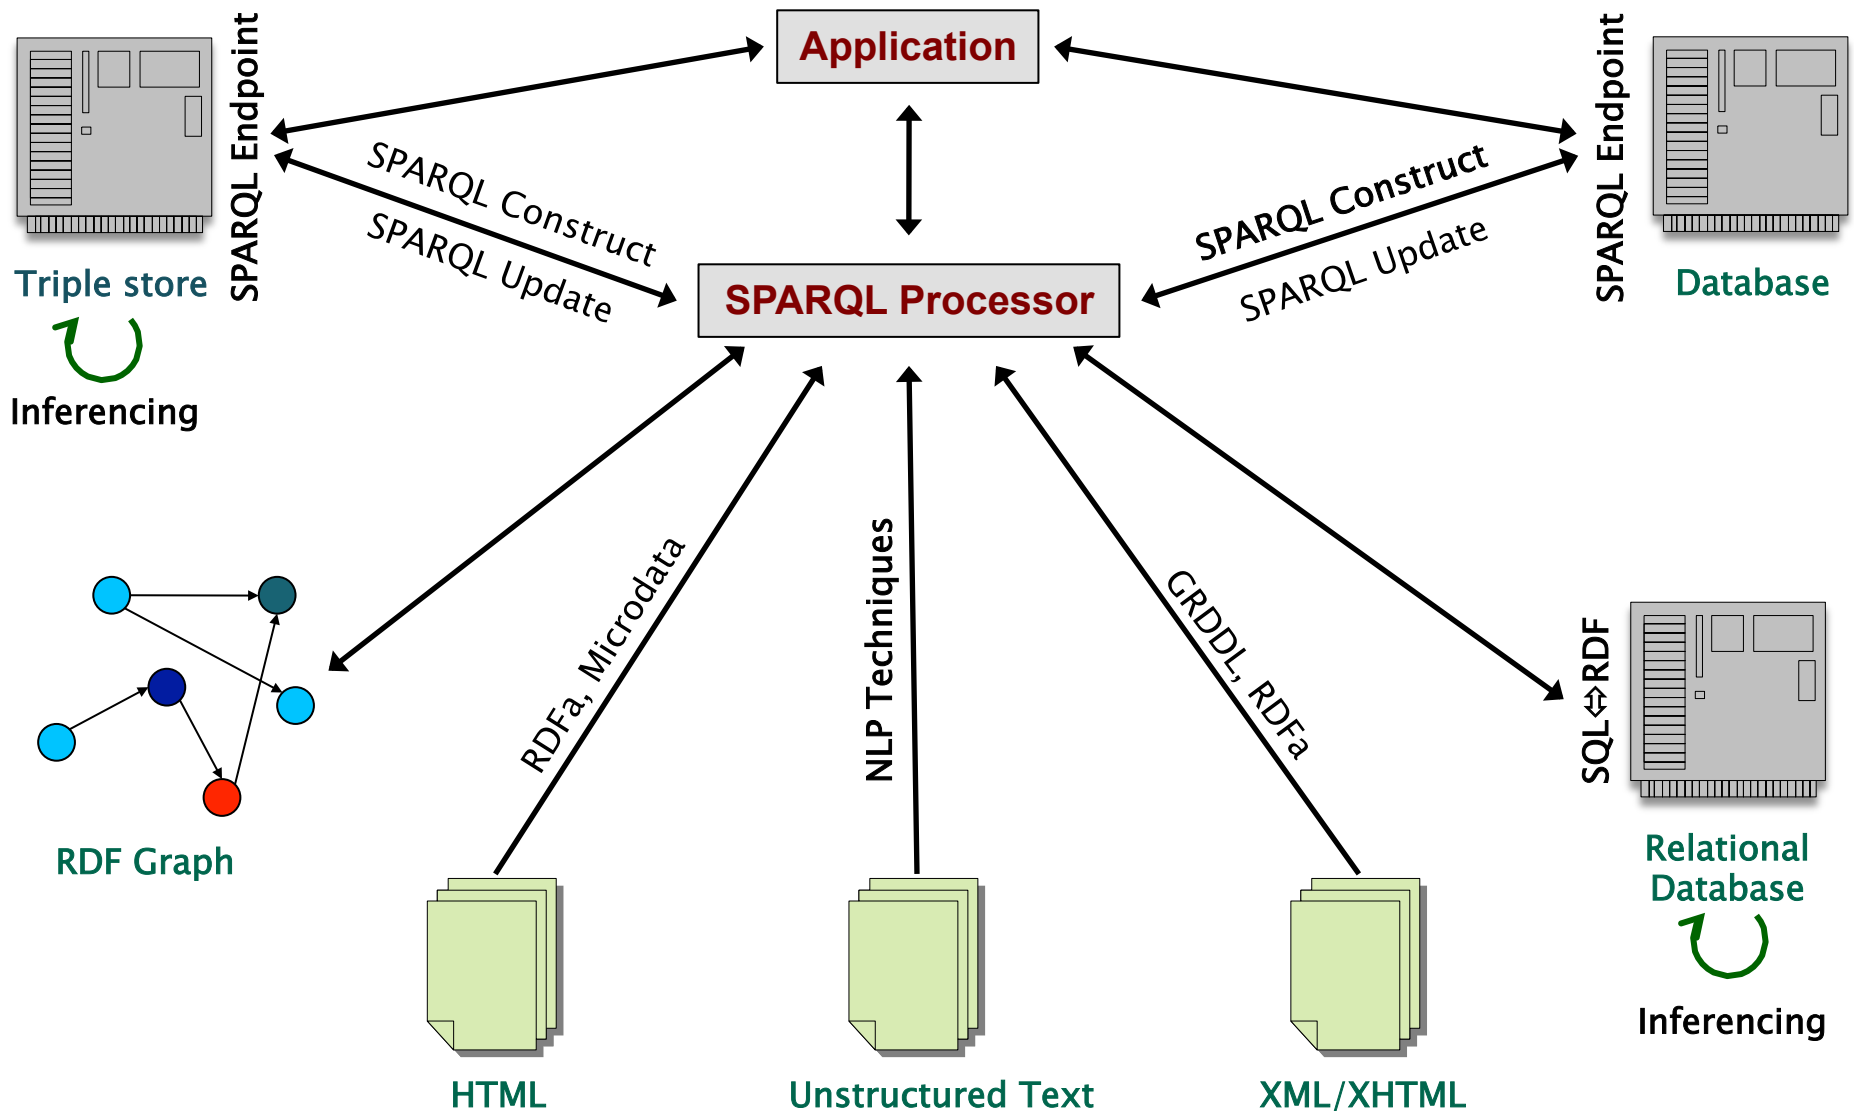 Application
SPARQL Endpoint
SPARQL Endpoint
SPARQL Construct
SPARQL Update
SPARQL Construct
SPARQL Update
Triple store
SPARQL Processor
Database
Inferencing
RDFa, Microdata
NLP Techniques
GRDDL, RDFa
SQL⇔RDF
RDF Graph
Relational
Database
Inferencing
HTML
Unstructured Text
XML/XHTML